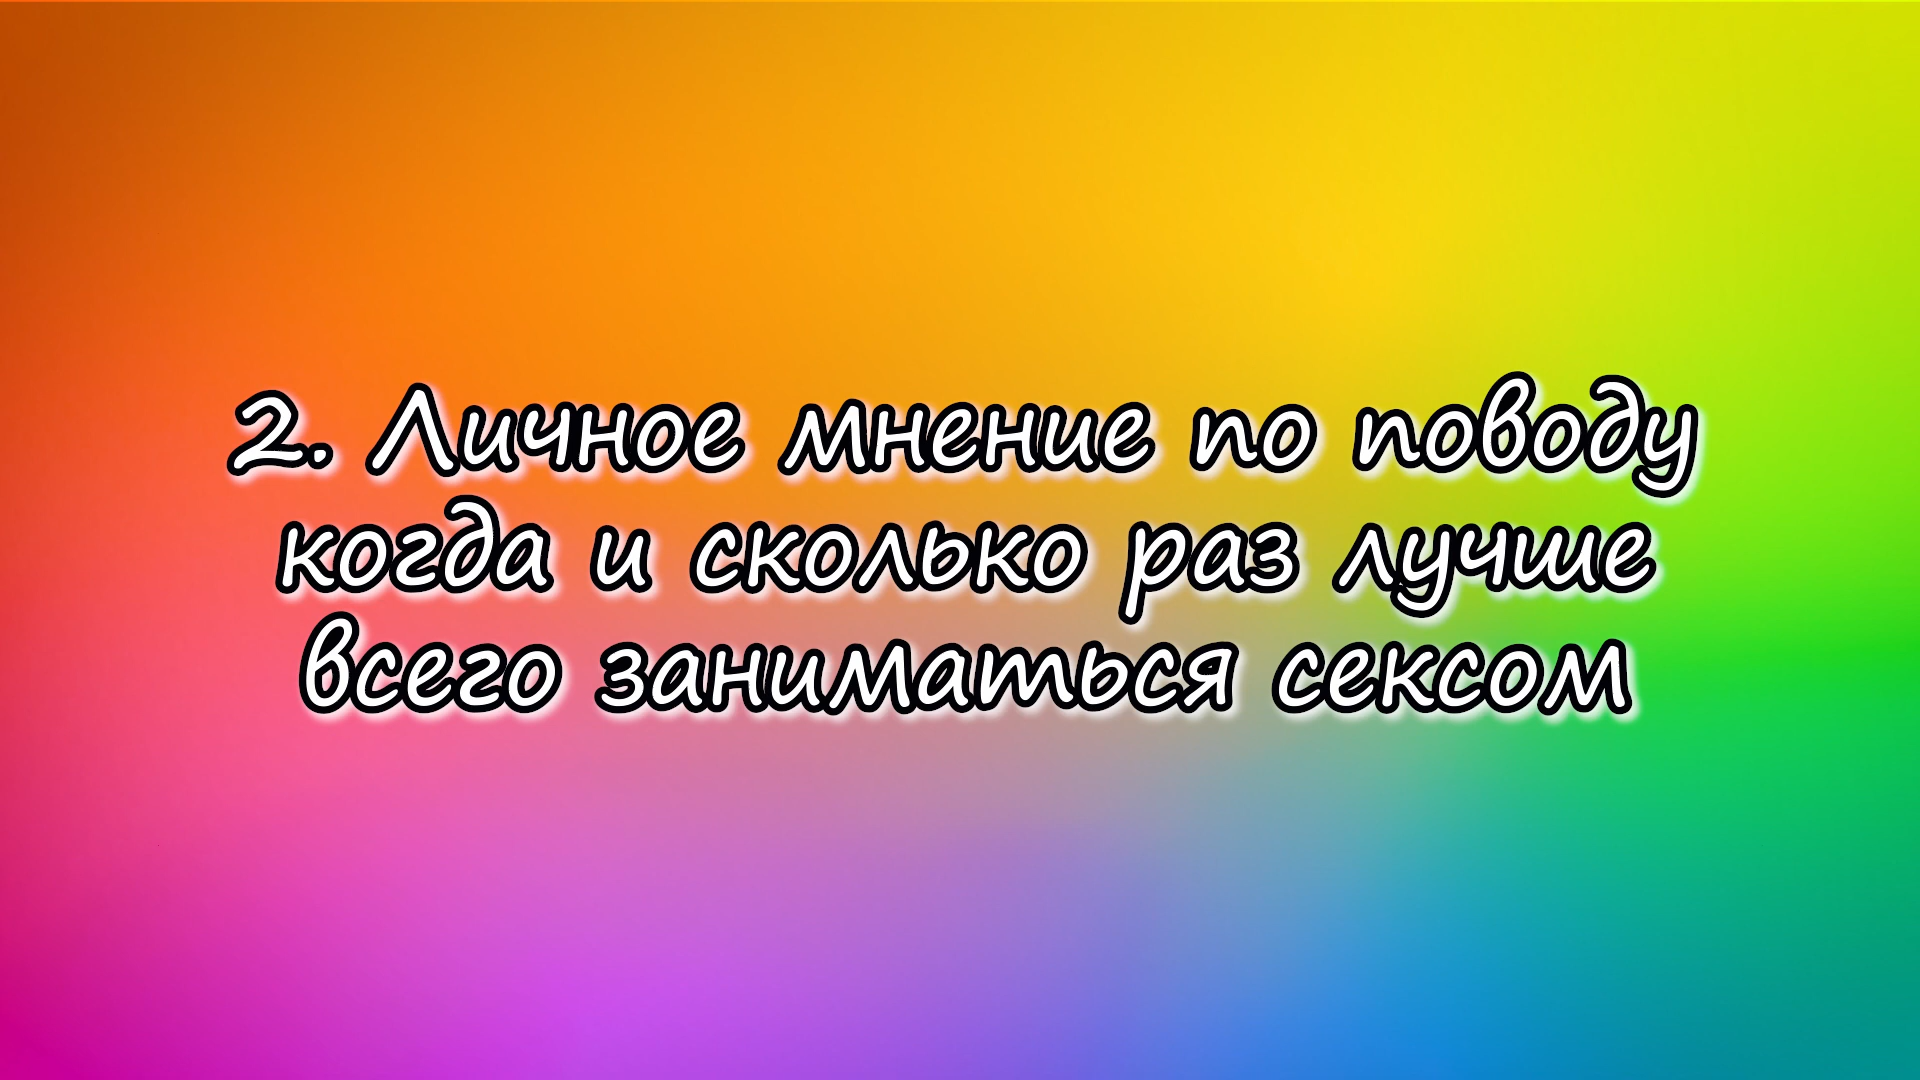 2. Личное мнение по поводу
когда и сколько раз лучше
всего заниматься сексом